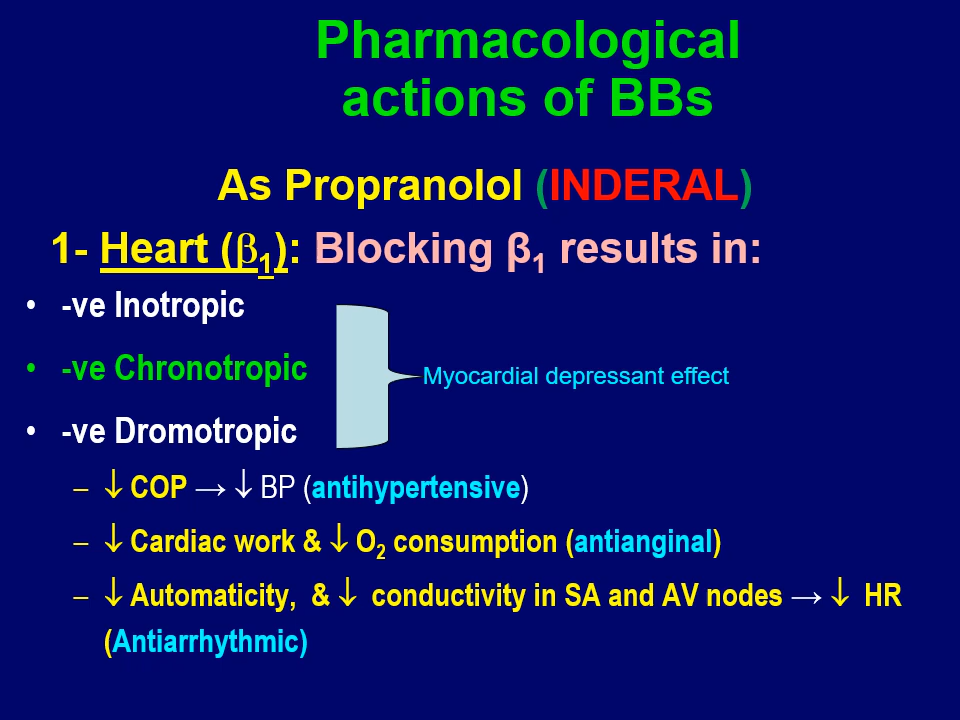 Pharmacological
actions of BBs
As Propranolol (INDERAL)
1- Heart (β1): Blocking β1 results in:
• -ve Inotropic
• -ve Chronotropic
Myocardial depressant effect
• -ve Dromotropic
– ↓ COP → ↓ BP (antihypertensive)
– ↓ Cardiac work & ↓ O2 consumption (antianginal)
– ↓ Automaticity, & ↓ conductivity in SA and AV nodes → ↓ HR
(Antiarrhythmic)